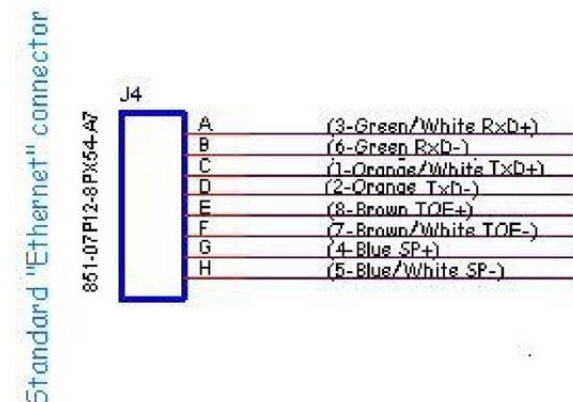 Standard "Ethernet" connector
851-07P12-8PX54-A7
J4
A (3-Green/White RxD+)
B (6-Green RxD-)
C (1-Orange/White TxD+)
D (2-Orange TxD-)
E (8-Brown TOE+)
F (7-Brown/White TOE-)
G (4-Blue SP+)
H (5-Blue/White SP-)